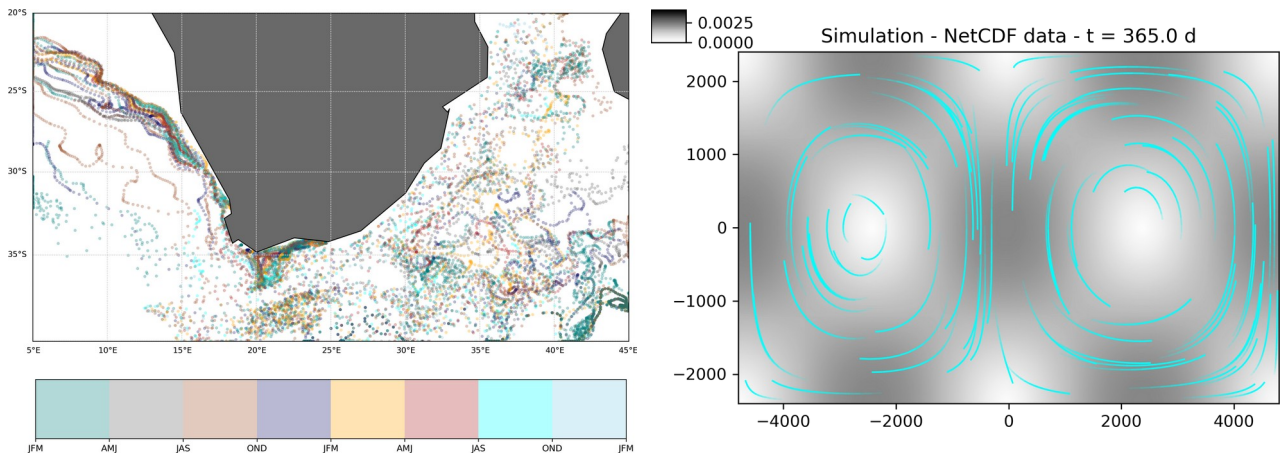 20°S
25°S
30°S
35°S
5°E 10°E 15°E 20°E 25°E 30°E 35°E 40°E 45°E
JFM AMJ JAS OND JFM AMJ JAS OND JFM
0.0025
0.0000
Simulation - NetCDF data - t = 365.0 d
2000
1000
0
−1000
−2000
−4000 −2000 0 2000 4000